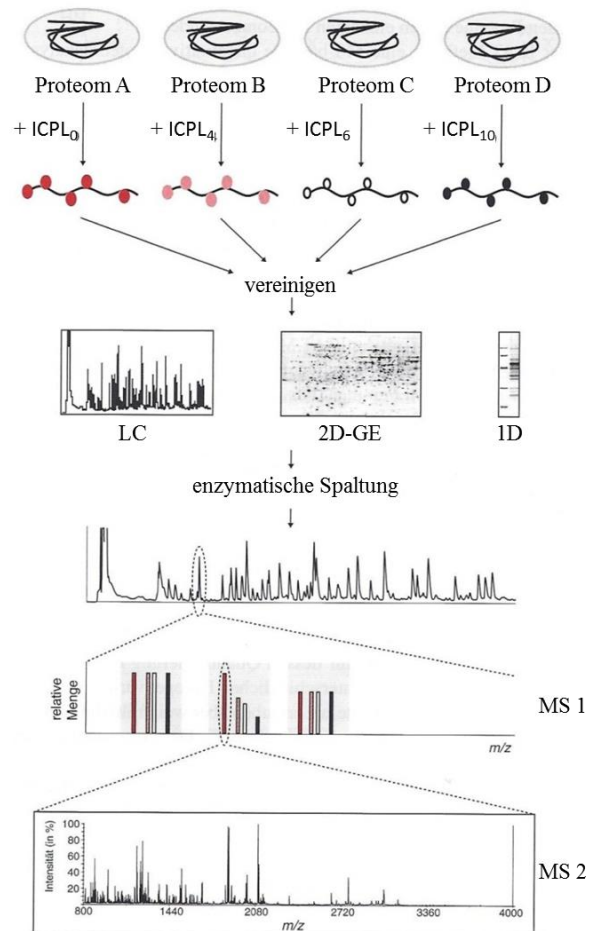 Proteom A Proteom B Proteom C Proteom D
+ ICPL0 + ICPL4 + ICPL6 + ICPL10
vereinigen
LC 2D-GE 1D
enzymatische Spaltung
relative
Menge
MS 1
m/z
Intensität (in %)
100
80
60
40
20
MS 2
800 1440 2080 2720 3360 4000
m/z